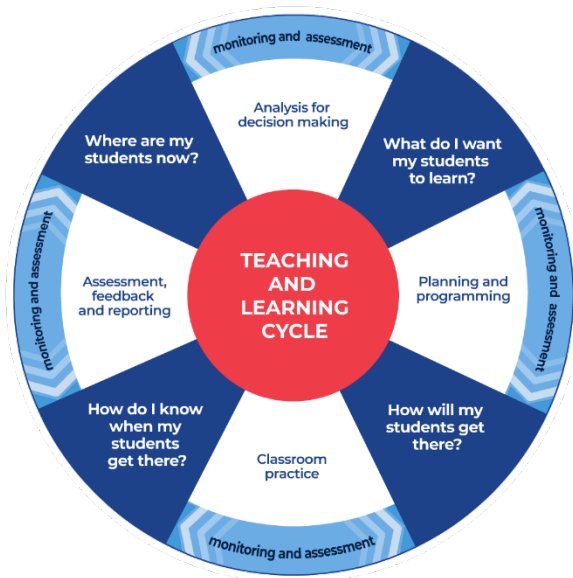 monitoring and assessment
Analysis for
decision making
Where are my
students now?
What do I want
my students
to learn?
monitoring and assessment
TEACHING
AND
LEARNING
CYCLE
Assessment,
feedback
and reporting
Planning and
programming
monitoring and assessment
How do I know
when my
students
get there?
How will my
students get
there?
Classroom
practice
monitoring and assessment